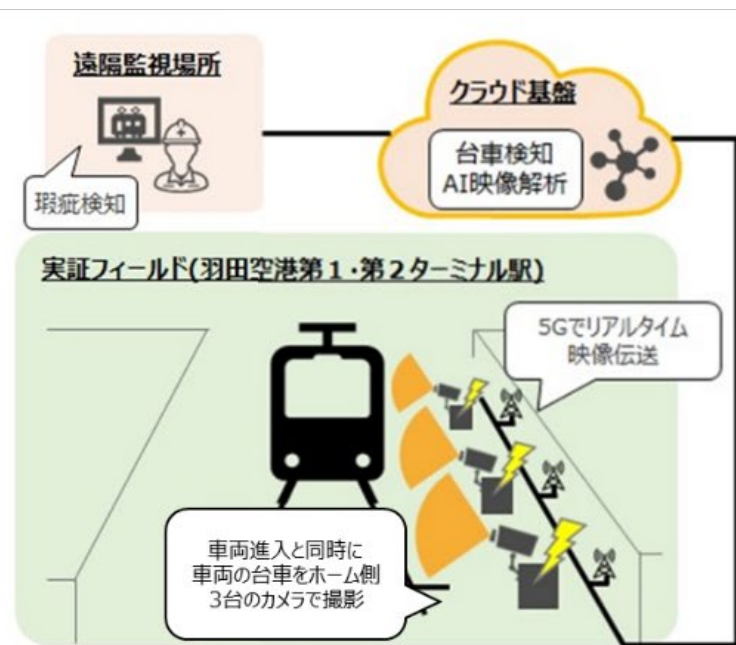 遠隔監視場所
瑕疵検知
クラウド基盤
台車検知
AI映像解析
実証フィールド(羽田空港第1・第2ターミナル駅)
5Gでリアルタイム
映像伝送
車両進入と同時に
車両の台車をホーム側
3台のカメラで撮影